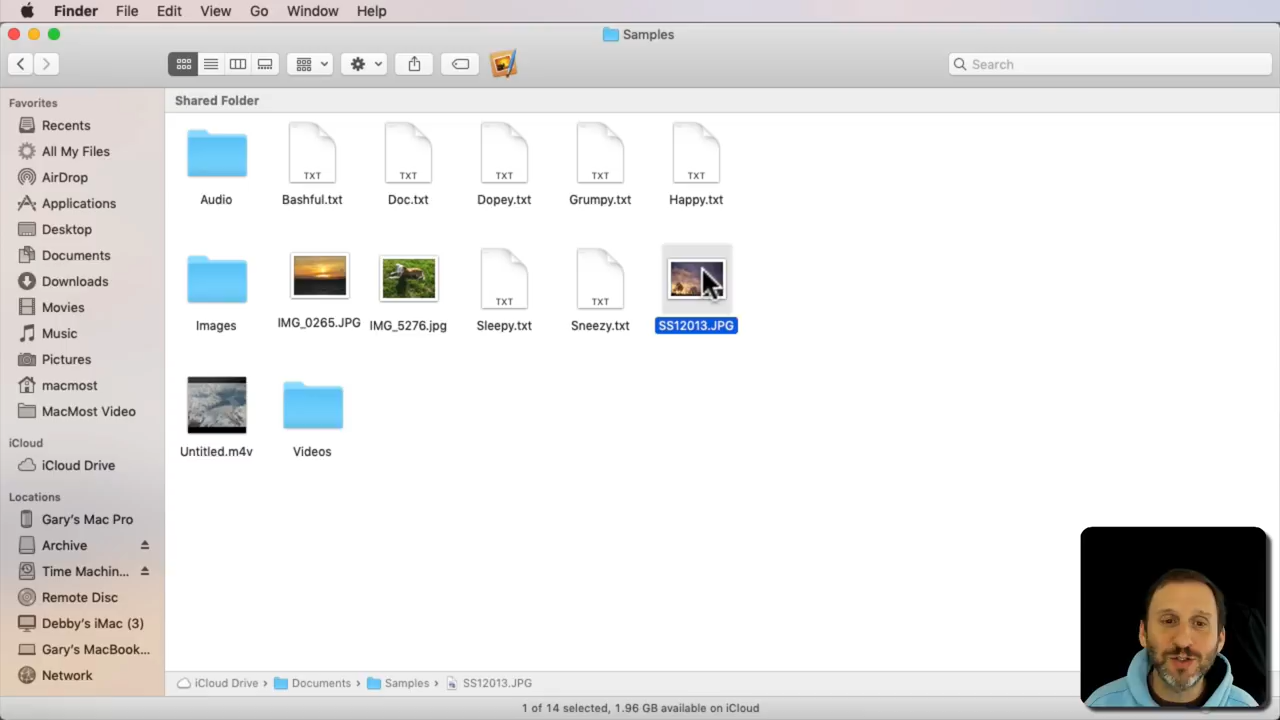 Finder File Edit View Go Window Help
Samples
Search
Favorites
Recents
All My Files
AirDrop
Applications
Desktop
Documents
Downloads
Movies
Music
Pictures
macmost
MacMost Video
iCloud
iCloud Drive
Locations
Gary's Mac Pro
Archive
Time Machin...
Remote Disc
Debby's iMac (3)
Gary's MacBook...
Network
Shared Folder
TXT TXT TXT TXT TXT
Audio Bashful.txt Doc.txt Dopey.txt Grumpy.txt Happy.txt
TXT TXT
Images IMG_0265.JPG IMG_5276.jpg Sleepy.txt Sneezy.txt SS12013.JPG
Untitled.m4v Videos
iCloud Drive › Documents › Samples › SS12013.JPG
1 of 14 selected, 1.96 GB available on iCloud